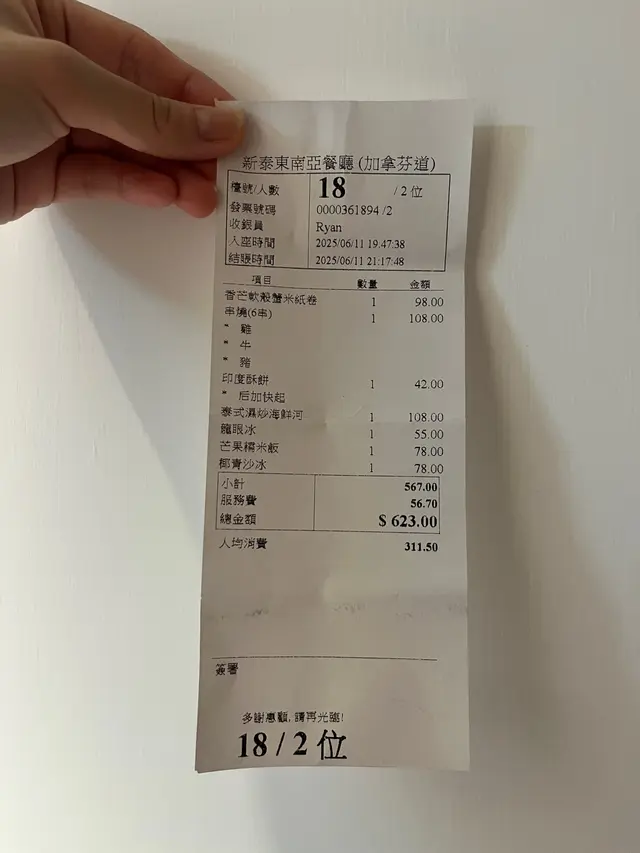 新泰東南亞餐廳 (加拿芬道)
檯號/人數 18 / 2 位
發票號碼 0000361894 /2
收銀員 Ryan
入座時間 2025/06/11 19:47:38
結賬時間 2025/06/11 21:17:48
項目 數量 金額
香芒軟殼蟹米紙卷 1 98.00
串燒(6串) 1 108.00
* 雞
* 牛
* 豬
印度酥餅 1 42.00
* 后加快起
泰式濕炒海鮮河 1 108.00
龍眼冰 1 55.00
芒果糯米飯 1 78.00
椰青沙冰 1 78.00
小計 567.00
服務費 56.70
總金額 $ 623.00
人均消費 311.50
簽署
多謝惠顧, 請再光臨!
18 / 2 位